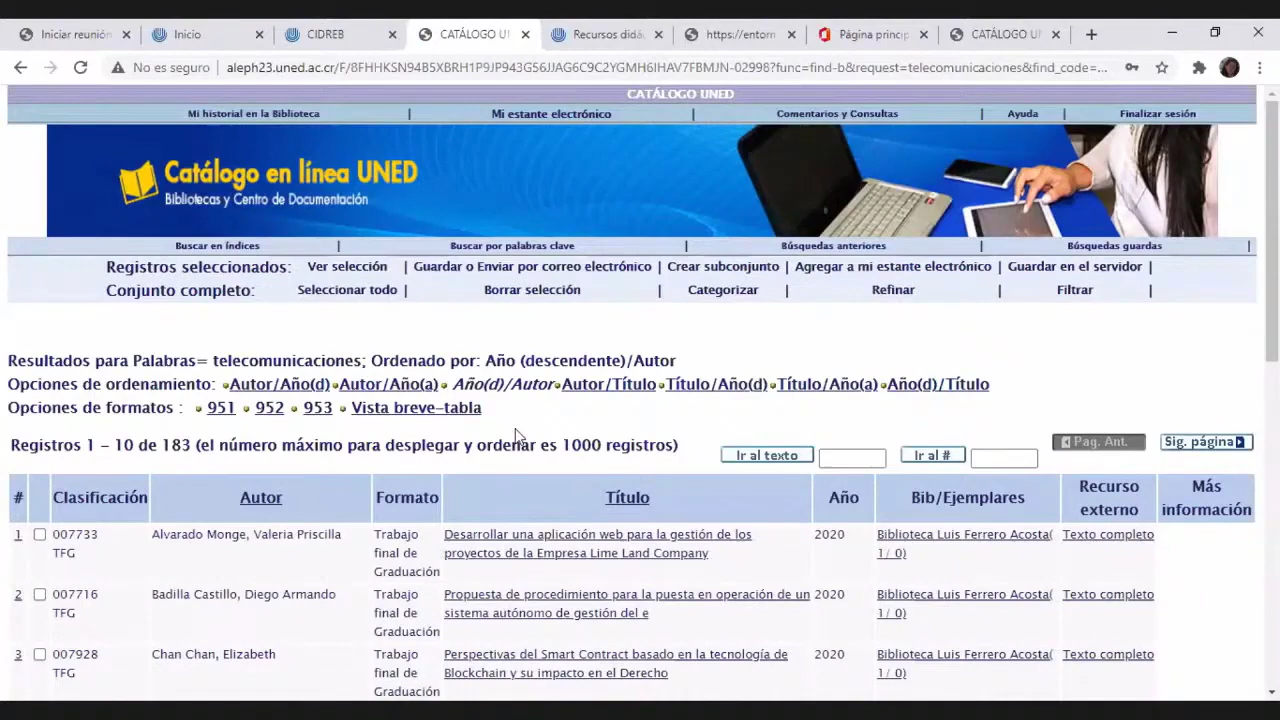 Iniciar reunión
Inicio
CIDREB
CATÁLOGO U
Recursos didá
https://entorn
Página princip
CATÁLOGO U
No es seguro aleph23.uned.ac.cr/F/8FHHKSN94B5XBRH1P9JP943G56JJAG6C9C2YGMH6IHAV7FBMJN-02998?func=find-b&request=telecomunicaciones&find_code=...
CATÁLOGO UNED
Mi historial en la Biblioteca | Mi estante electrónico | Comentarios y Consultas | Ayuda | Finalizar sesión
Catálogo en línea UNED
Bibliotecas y Centro de Documentación
Buscar en índices | Buscar por palabras clave | Búsquedas anteriores | Búsquedas guardas |
Registros seleccionados: Ver selección | Guardar o Enviar por correo electrónico | Crear subconjunto | Agregar a mi estante electrónico | Guardar en el servidor |
Conjunto completo: Seleccionar todo | Borrar selección | Categorizar | Refinar | Filtrar |
Resultados para Palabras= telecomunicaciones; Ordenado por: Año (descendente)/Autor
Opciones de ordenamiento: Autor/Año(d) Autor/Año(a) Año(d)/Autor Autor/Título Título/Año(d) Título/Año(a) Año(d)/Título
Opciones de formatos : 951 952 953 Vista breve-tabla
Registros 1 - 10 de 183 (el número máximo para desplegar y ordenar es 1000 registros)
Ir al texto Ir al # Pag. Ant. Sig. página
# Clasificación Autor Formato Título Año Bib/Ejemplares Recurso externo Más información
1 007733 Alvarado Monge, Valeria Priscilla Trabajo Desarrollar una aplicación web para la gestión de los 2020 Biblioteca Luis Ferrero Acosta( Texto completo
TFG final de proyectos de la Empresa Lime Land Company 1/ 0)
Graduación
2 007716 Badilla Castillo, Diego Armando Trabajo Propuesta de procedimiento para la puesta en operación de un 2020 Biblioteca Luis Ferrero Acosta( Texto completo
TFG final de sistema autónomo de gestión del e 1/ 0)
Graduación
3 007928 Chan Chan, Elizabeth Trabajo Perspectivas del Smart Contract basado en la tecnología de 2020 Biblioteca Luis Ferrero Acosta( Texto completo
TFG final de Blockchain y su impacto en el Derecho 1/ 0)
Graduación